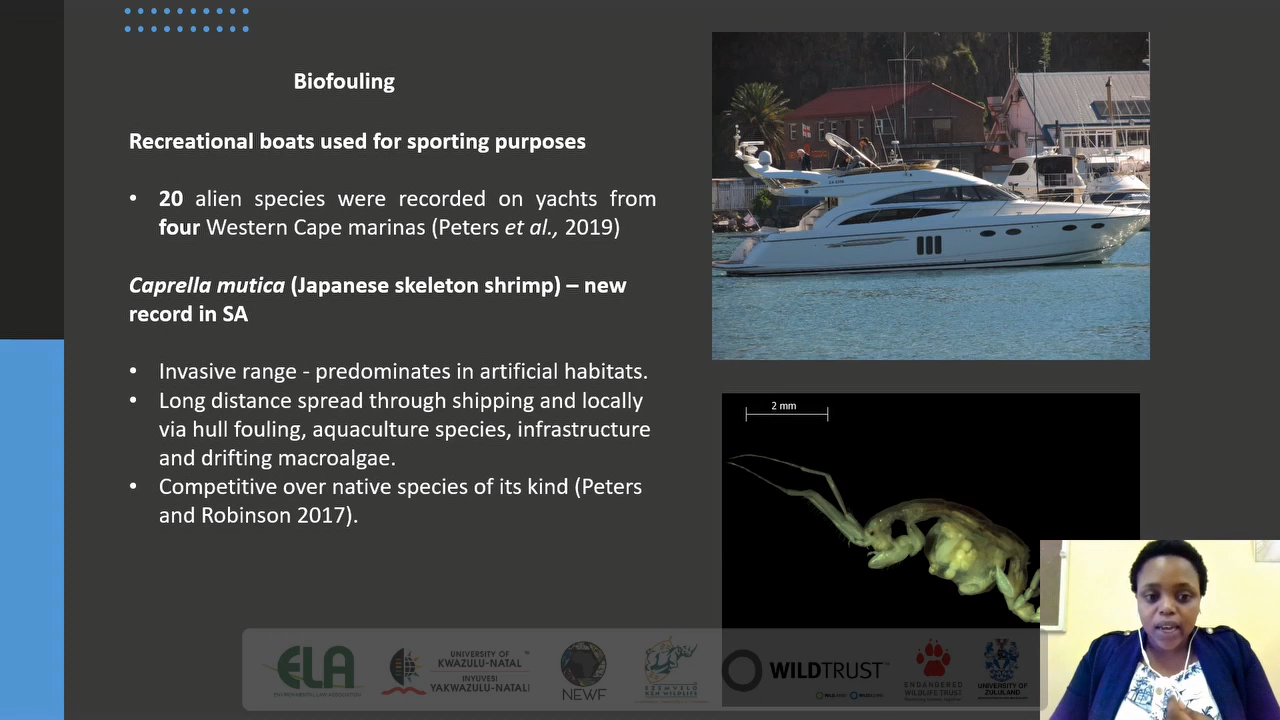 Biofouling
Recreational boats used for sporting purposes
• 20 alien species were recorded on yachts from
four Western Cape marinas (Peters et al., 2019)
Caprella mutica (Japanese skeleton shrimp) – new
record in SA
• Invasive range - predominates in artificial habitats.
• Long distance spread through shipping and locally
via hull fouling, aquaculture species, infrastructure
and drifting macroalgae.
• Competitive over native species of its kind (Peters
and Robinson 2017).
2 mm
ELA
ENVIRONMENTAL LAW ASSOCIATION
UNIVERSITY OF
KWAZULU-NATAL
INYUVESI
YAKWAZULU-NATALI
NEWF
EZEMVELO
KZN WILDLIFE
WILDTRUST
ENDANGERED
WILDLIFE TRUST
UNIVERSITY OF
ZULULAND